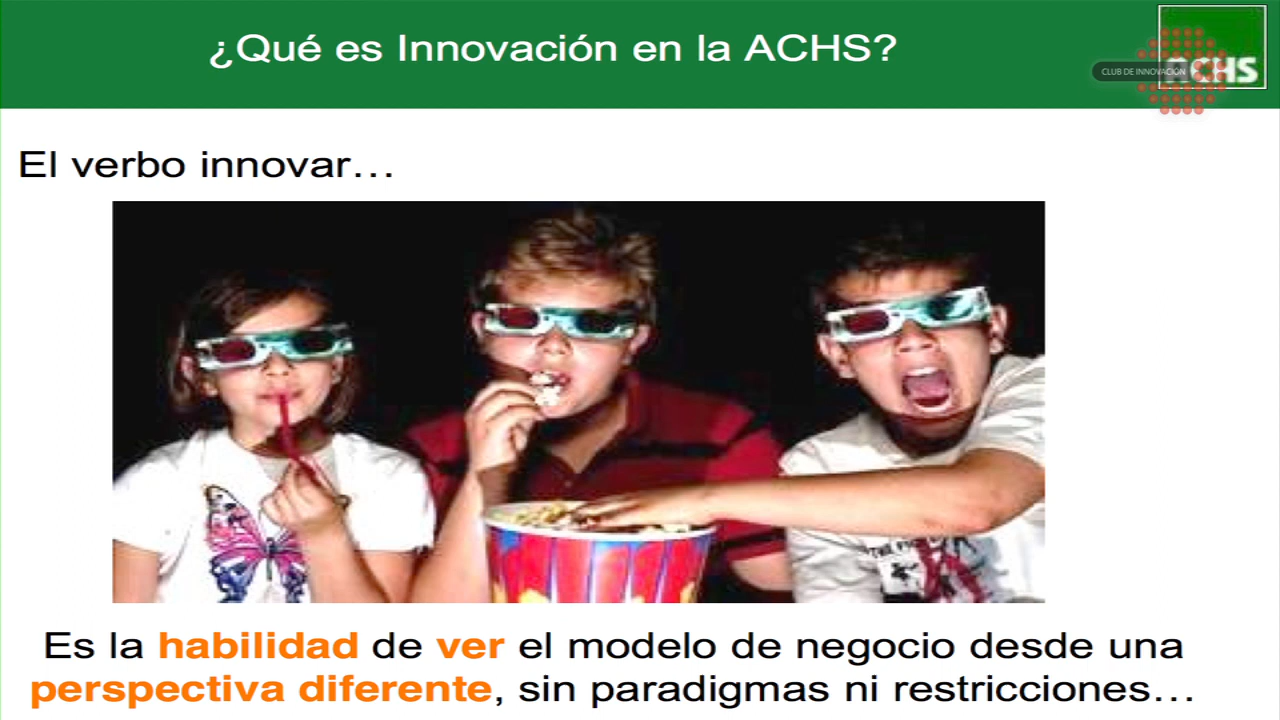 ¿Qué es Innovación en la ACHS?
CLUB DE INNOVACIÓN
ACHS
El verbo innovar…
Es la habilidad de ver el modelo de negocio desde una
perspectiva diferente, sin paradigmas ni restricciones…